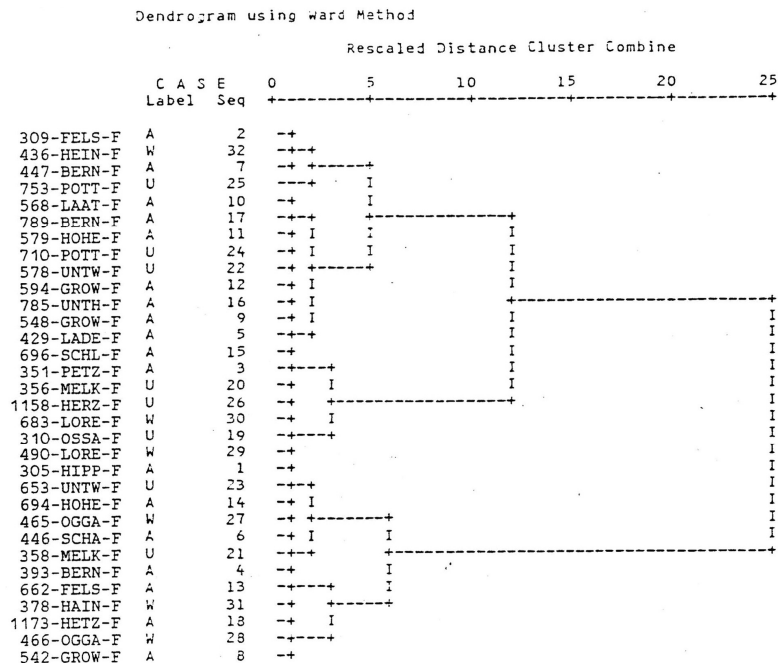 Dendrogram using Ward Method
Rescaled Distance Cluster Combine
C A S E 0 5 10 15 20 25
Label Seq +---------+---------+---------+---------+---------+
309-FELS-F A 2 -+
436-HEIN-F W 32 -+-+
447-BERN-F A 7 -+ +-----+
753-POTT-F U 25 ---+ I
568-LAAT-F A 10 -+ I
789-BERN-F A 17 -+-+ +-------------+
579-HOHE-F A 11 -+ I I I
710-POTT-F U 24 -+ I I I
578-UNTW-F U 22 -+ +-----+ I
594-GROW-F A 12 -+ I I
785-UNTH-F A 16 -+ I +-------------------------+
548-GROW-F A 9 -+ I I I
429-LADE-F A 5 -+-+ I I
696-SCHL-F A 15 -+ I I
351-PETZ-F A 3 -+---+ I I
356-MELK-F U 20 -+ I I I
1158-HERZ-F U 26 -+ +-----------------+ I
683-LORE-F W 30 -+ I I
310-OSSA-F U 19 -+---+ I
490-LORE-F W 29 -+ I
305-HIPP-F A 1 -+ I
653-UNTW-F U 23 -+-+ I
694-HOHE-F A 14 -+ I I
465-OGGA-F W 27 -+ +-------+ I
446-SCHA-F A 6 -+ I I I
358-MELK-F U 21 -+-+ +-------------------------------------+
393-BERN-F A 4 -+ I
662-FELS-F A 13 -+---+ I
378-HAIN-F W 31 -+ +-----+
1173-HETZ-F A 18 -+ I
466-OGGA-F W 28 -+---+
542-GROW-F A 8 -+